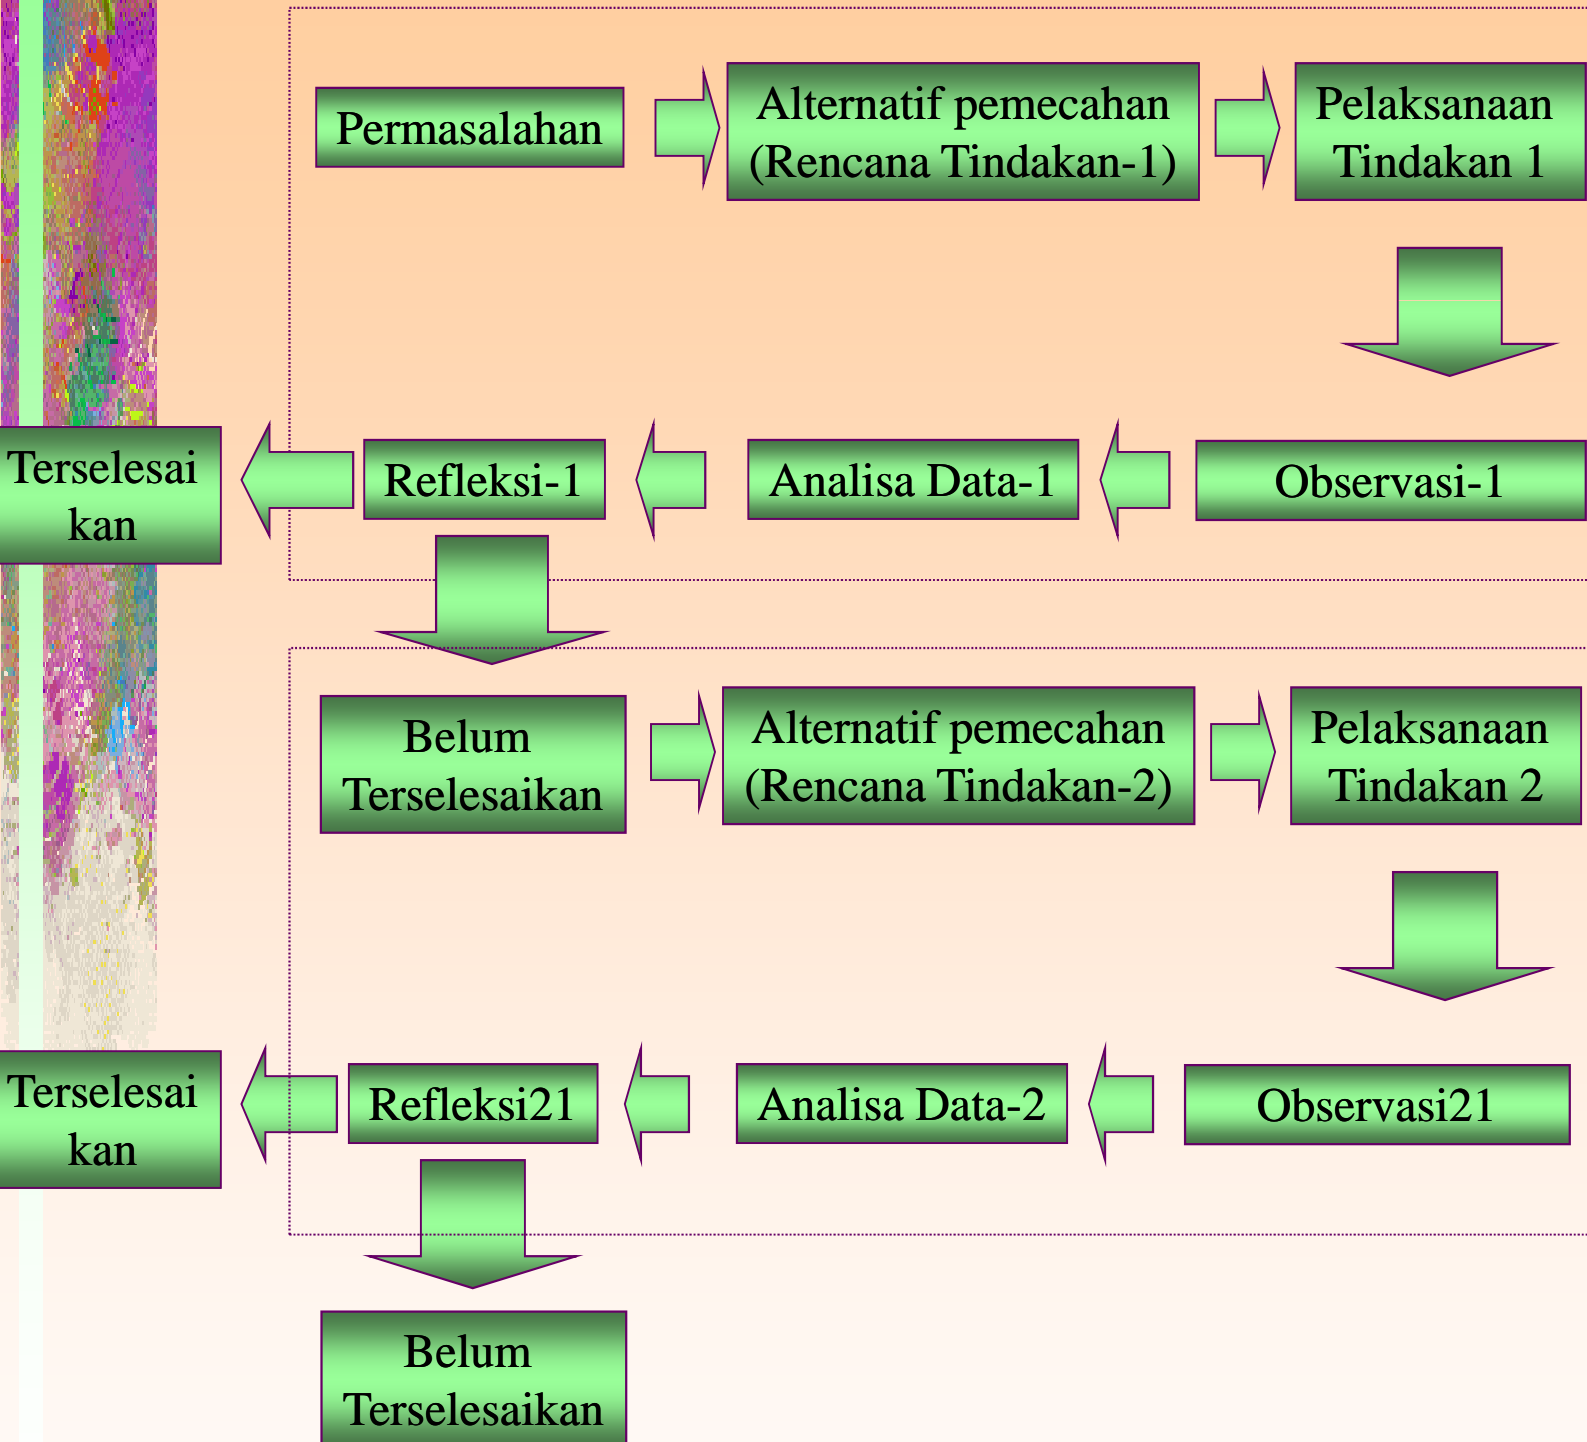 Permasalahan
Alternatif pemecahan
(Rencana Tindakan-1)
Pelaksanaan
Tindakan 1
Terselesai
kan
Refleksi-1
Analisa Data-1
Observasi-1
Belum
Terselesaikan
Alternatif pemecahan
(Rencana Tindakan-2)
Pelaksanaan
Tindakan 2
Terselesai
kan
Refleksi21
Analisa Data-2
Observasi21
Belum
Terselesaikan